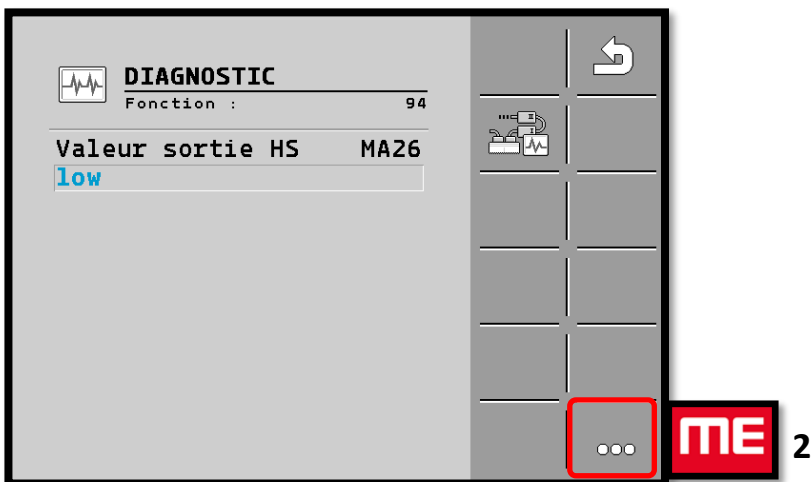 DIAGNOSTIC
Fonction : 94
Valeur sortie HS MA26
low
ME 2